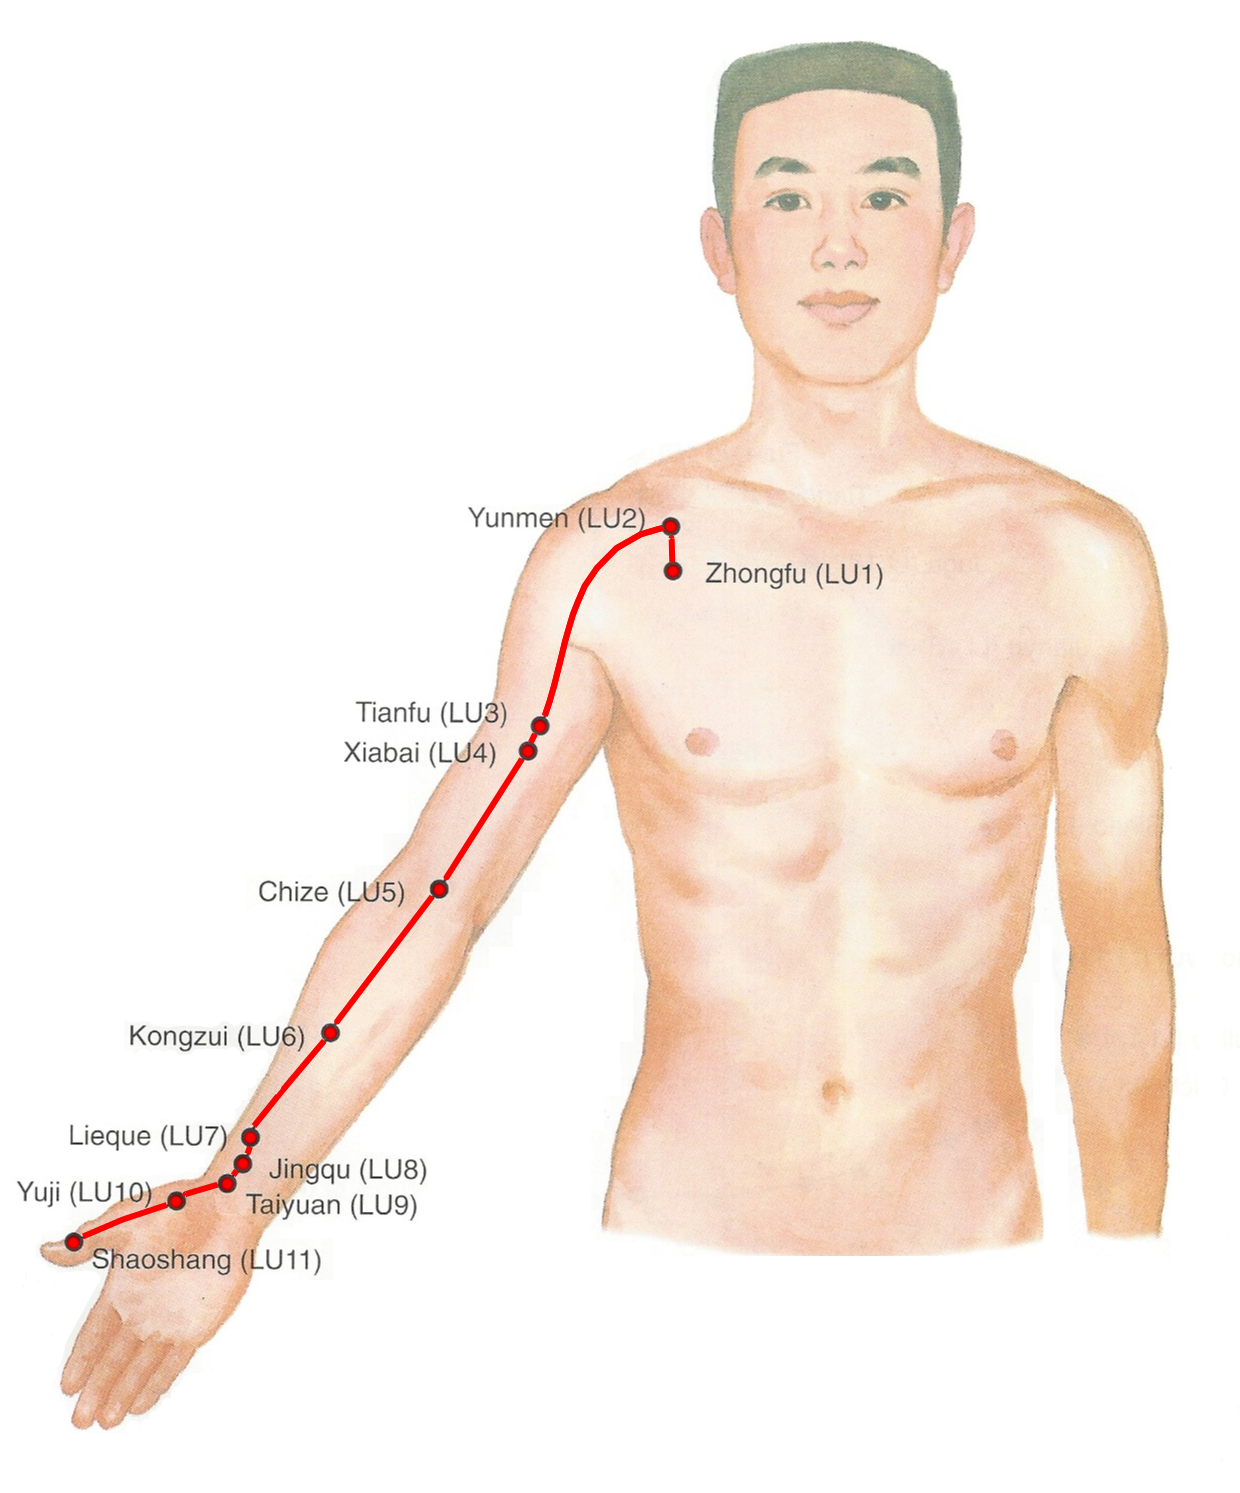 Yunmen (LU2)
Zhongfu (LU1)
Tianfu (LU3)
Xiabai (LU4)
Chize (LU5)
Kongzui (LU6)
Lieque (LU7)
Jingqu (LU8)
Yuji (LU10)
Taiyuan (LU9)
Shaoshang (LU11)